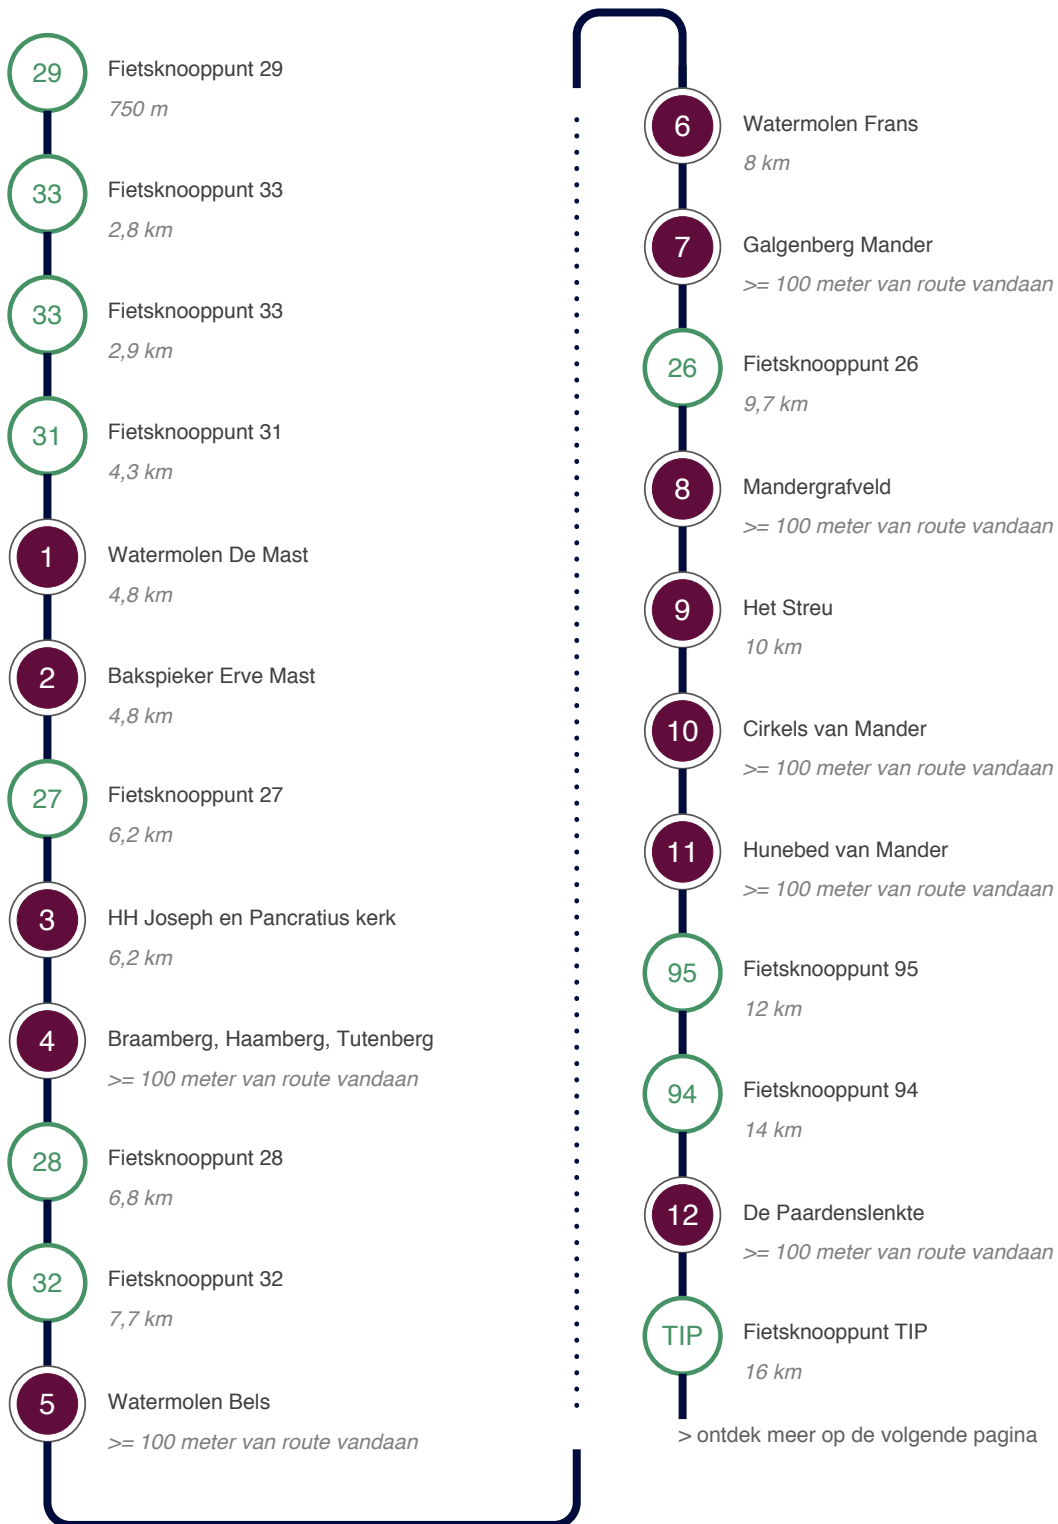 29
Fietsknooppunt 29
750 m
33
Fietsknooppunt 33
2,8 km
33
Fietsknooppunt 33
2,9 km
31
Fietsknooppunt 31
4,3 km
1
Watermolen De Mast
4,8 km
2
Bakspieker Erve Mast
4,8 km
27
Fietsknooppunt 27
6,2 km
3
HH Joseph en Pancratius kerk
6,2 km
4
Braamberg, Haamberg, Tutenberg
>= 100 meter van route vandaan
28
Fietsknooppunt 28
6,8 km
32
Fietsknooppunt 32
7,7 km
5
Watermolen Bels
>= 100 meter van route vandaan
6
Watermolen Frans
8 km
7
Galgenberg Mander
>= 100 meter van route vandaan
26
Fietsknooppunt 26
9,7 km
8
Mandergrafveld
>= 100 meter van route vandaan
9
Het Streu
10 km
10
Cirkels van Mander
>= 100 meter van route vandaan
11
Hunebed van Mander
>= 100 meter van route vandaan
95
Fietsknooppunt 95
12 km
94
Fietsknooppunt 94
14 km
12
De Paardenslenkte
>= 100 meter van route vandaan
TIP
Fietsknooppunt TIP
16 km
> ontdek meer op de volgende pagina